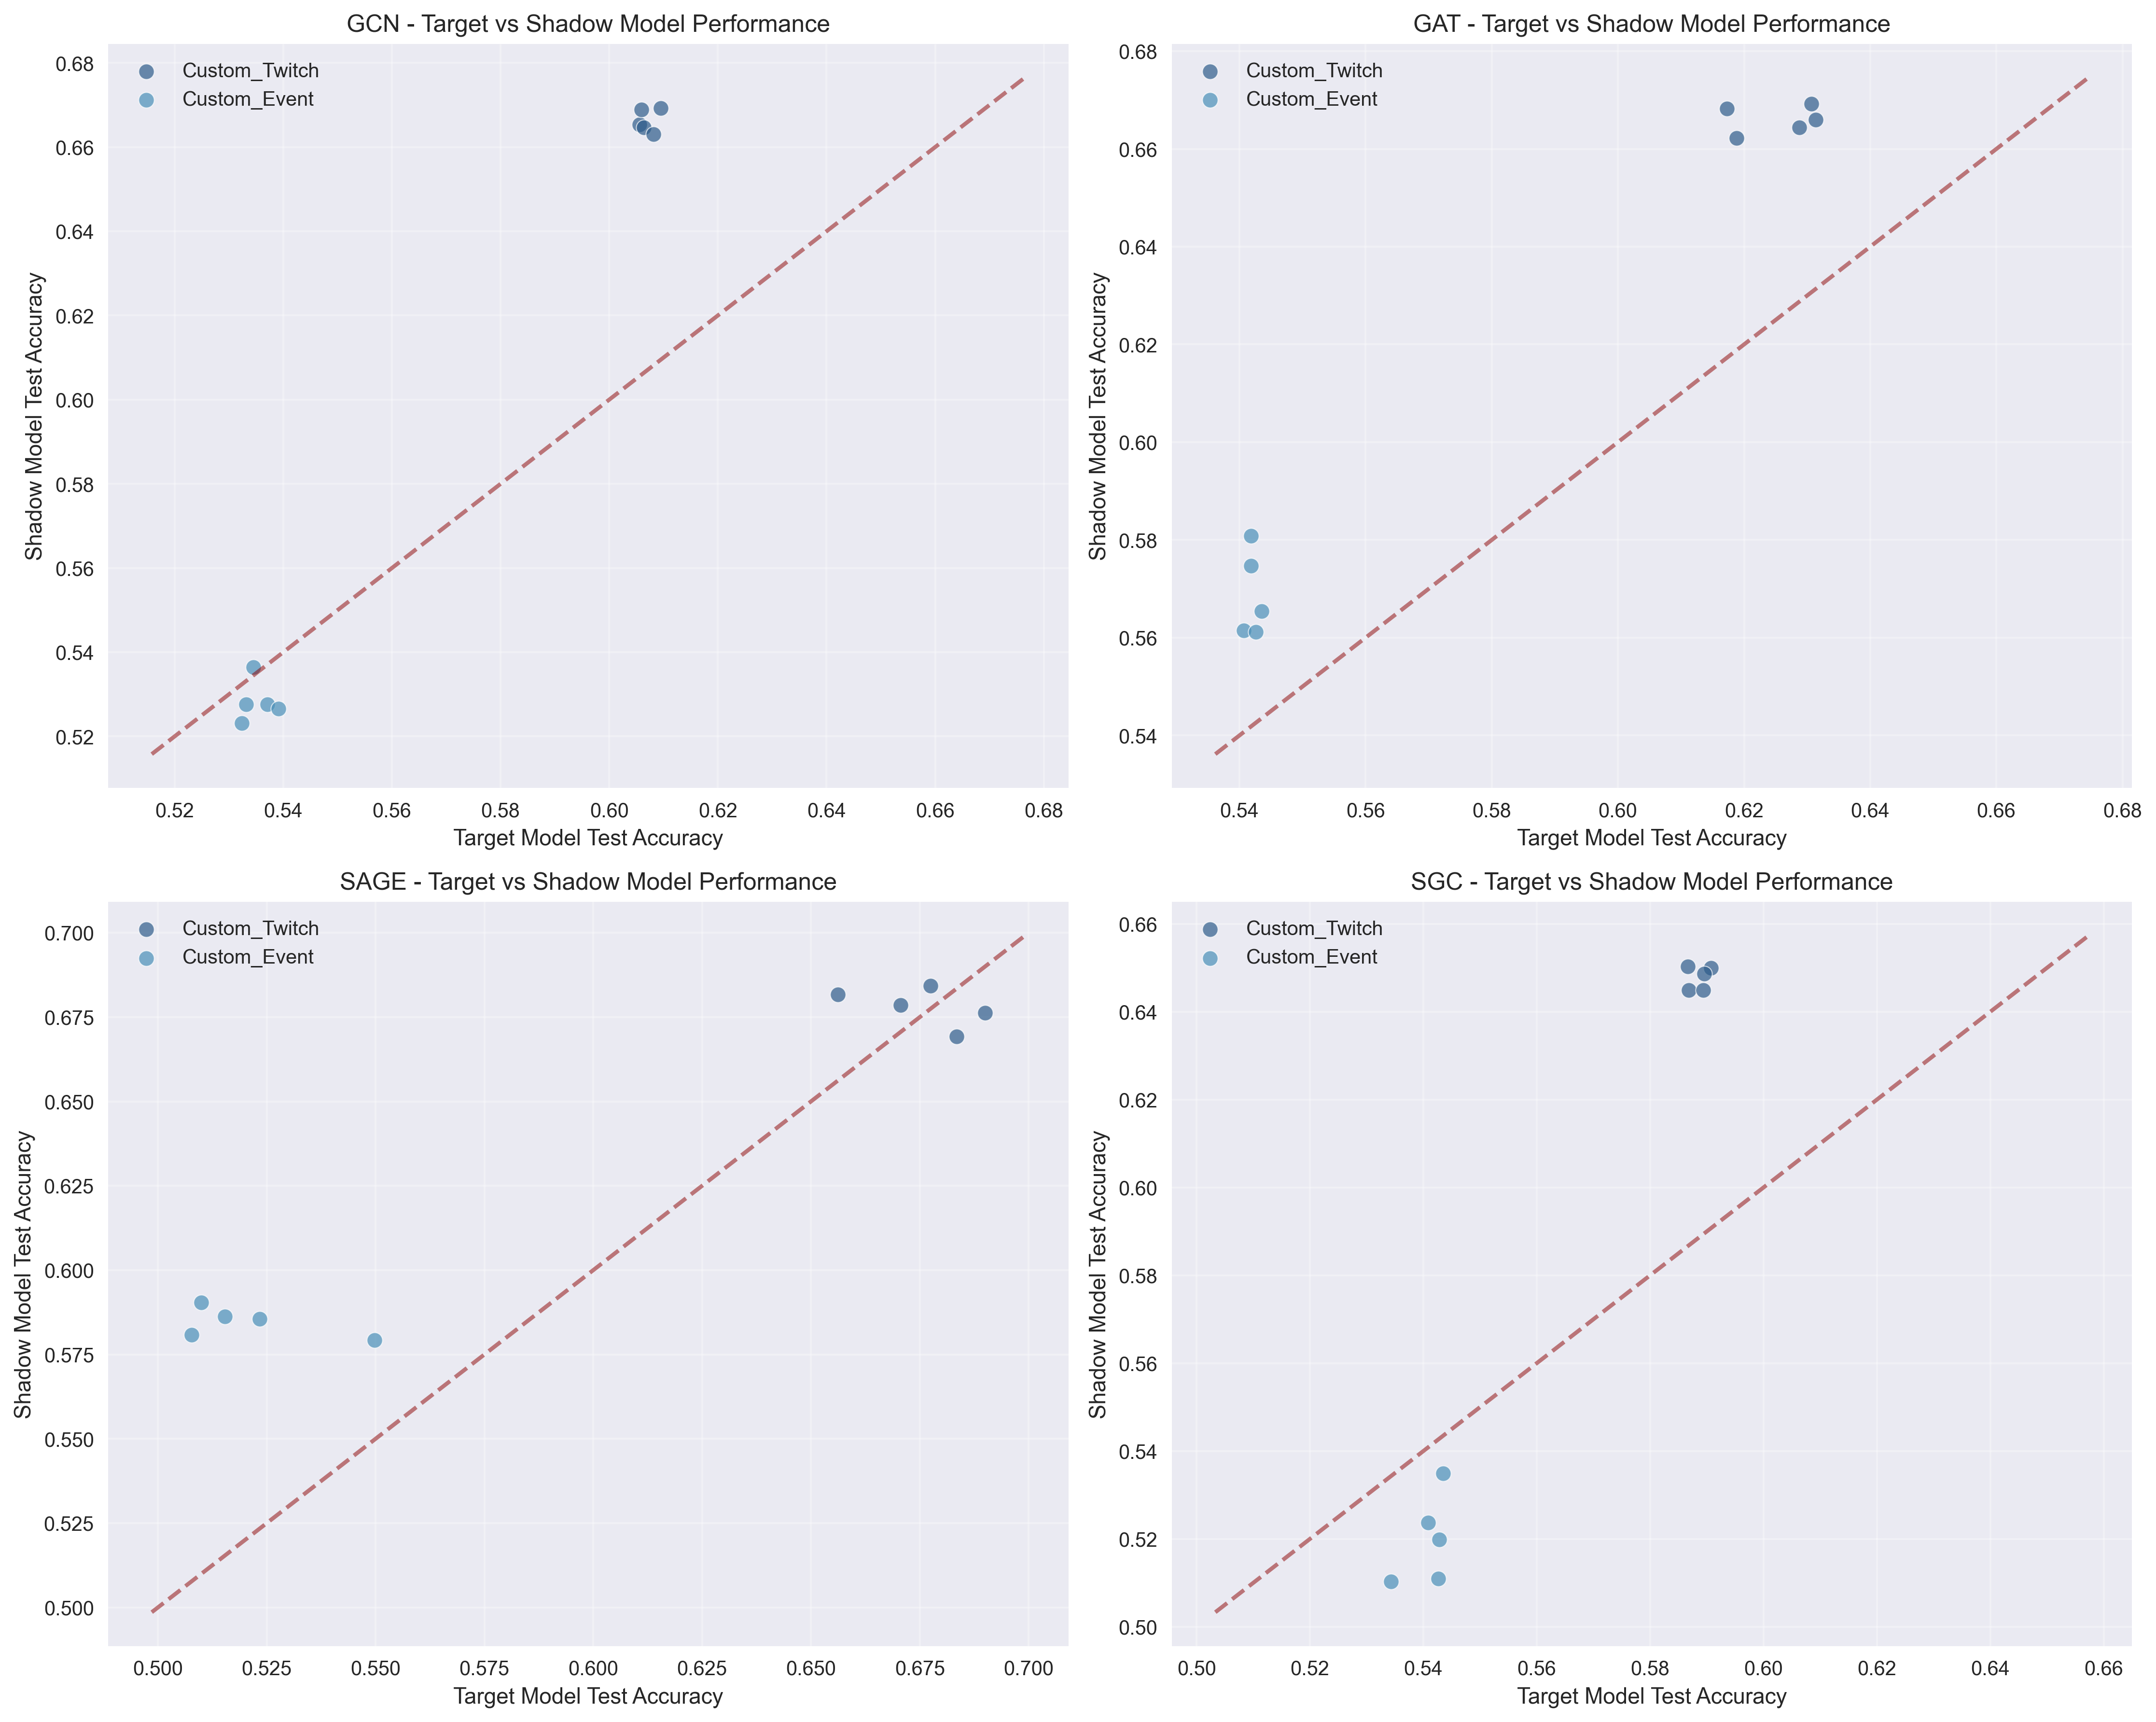 GCN - Target vs Shadow Model Performance
Custom_Twitch
Custom_Event
0.68
0.66
0.64
0.62
0.60
0.58
0.56
0.54
0.52
Shadow Model Test Accuracy
0.52 0.54 0.56 0.58 0.60 0.62 0.64 0.66 0.68
Target Model Test Accuracy
GAT - Target vs Shadow Model Performance
Custom_Twitch
Custom_Event
0.68
0.66
0.64
0.62
0.60
0.58
0.56
0.54
Shadow Model Test Accuracy
0.54 0.56 0.58 0.60 0.62 0.64 0.66 0.68
Target Model Test Accuracy
SAGE - Target vs Shadow Model Performance
Custom_Twitch
Custom_Event
0.700
0.675
0.650
0.625
0.600
0.575
0.550
0.525
0.500
Shadow Model Test Accuracy
0.500 0.525 0.550 0.575 0.600 0.625 0.650 0.675 0.700
Target Model Test Accuracy
SGC - Target vs Shadow Model Performance
Custom_Twitch
Custom_Event
0.66
0.64
0.62
0.60
0.58
0.56
0.54
0.52
0.50
Shadow Model Test Accuracy
0.50 0.52 0.54 0.56 0.58 0.60 0.62 0.64 0.66
Target Model Test Accuracy